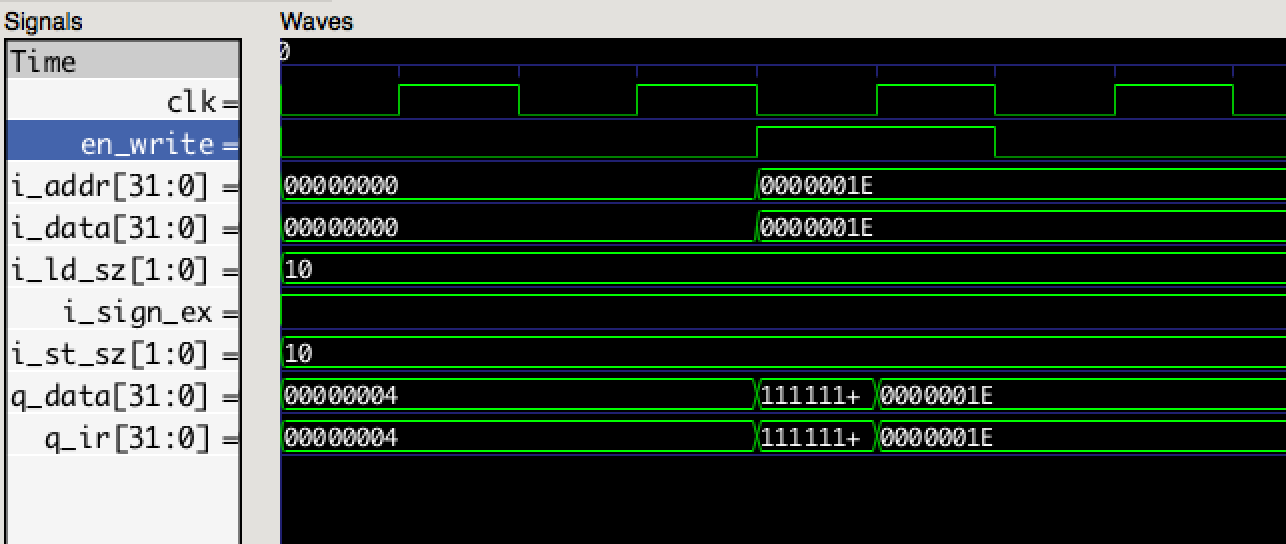 Signals Waves
Time 0
clk =
en_write =
i_addr[31:0] = 00000000 0000001E
i_data[31:0] = 00000000 0000001E
i_ld_sz[1:0] = 10
i_sign_ex =
i_st_sz[1:0] = 10
q_data[31:0] = 00000004 111111+ 0000001E
q_ir[31:0] = 00000004 111111+ 0000001E